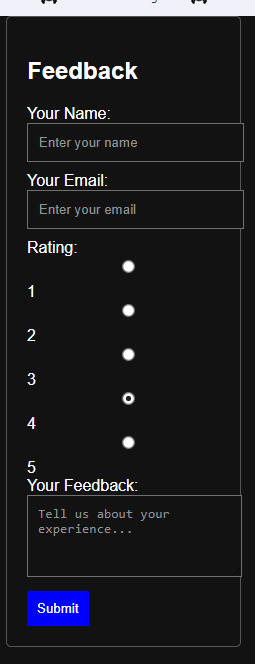 Feedback
Your Name:
Enter your name
Your Email:
Enter your email
Rating:
1
2
3
4
5
Your Feedback:
Tell us about your
experience...
Submit